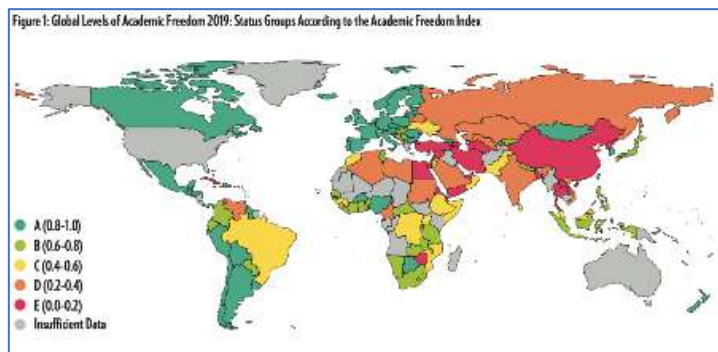 Figure 1: Global Levels of Academic Freedom 2019: Status Groups According to the Academic Freedom Index
A (0.8-1.0)
B (0.6-0.8)
C (0.4-0.6)
D (0.2-0.4)
E (0.0-0.2)
Insufficient Data